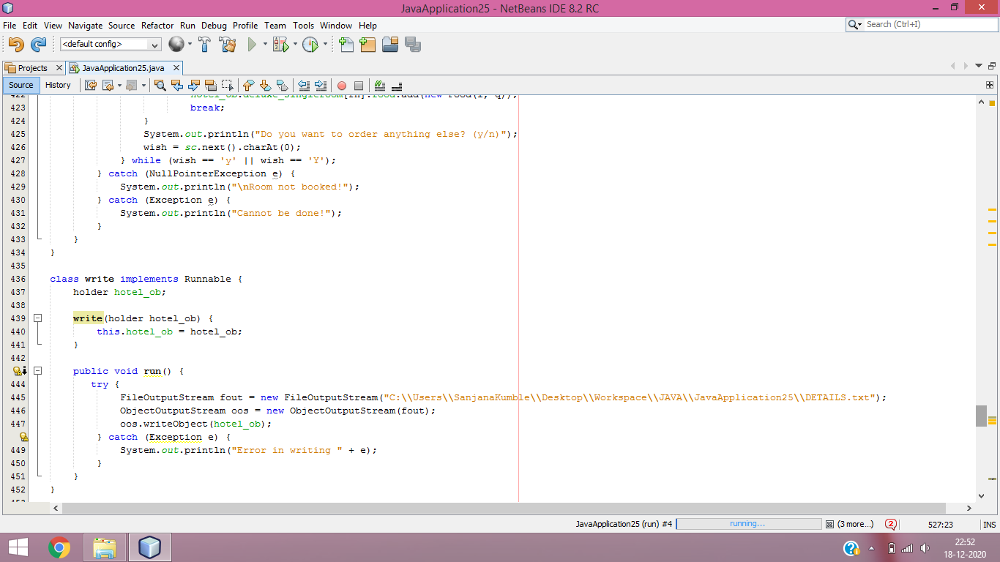 JavaApplication25 - NetBeans IDE 8.2 RC
File Edit View Navigate Source Refactor Run Debug Profile Team Tools Window Help
Search (Ctrl+I)
<default config>
Projects JavaApplication25.java
Source History
423 break;
424 }
425 System.out.println("Do you want to order anything else? (y/n)");
426 wish = sc.next().charAt(0);
427 } while (wish == 'y' || wish == 'Y');
428 } catch (NullPointerException e) {
429 System.out.println("\nRoom not booked!");
430 } catch (Exception e) {
431 System.out.println("Cannot be done!");
432 }
433 }
434 }
435
436 class write implements Runnable {
437 holder hotel_ob;
438
439 write(holder hotel_ob) {
440 this.hotel_ob = hotel_ob;
441 }
442
public void run() {
444 try {
445 FileOutputStream fout = new FileOutputStream("C:\\Users\\SanjanaKumble\\Desktop\\Workspace\\JAVA\\JavaApplication25\\DETAILS.txt");
446 ObjectOutputStream oos = new ObjectOutputStream(fout);
447 oos.writeObject(hotel_ob);
} catch (Exception e) {
449 System.out.println("Error in writing " + e);
450 }
451 }
452 }
JavaApplication25 (run) #4 running... (3 more...) 2 527:23 INS
22:52
18-12-2020